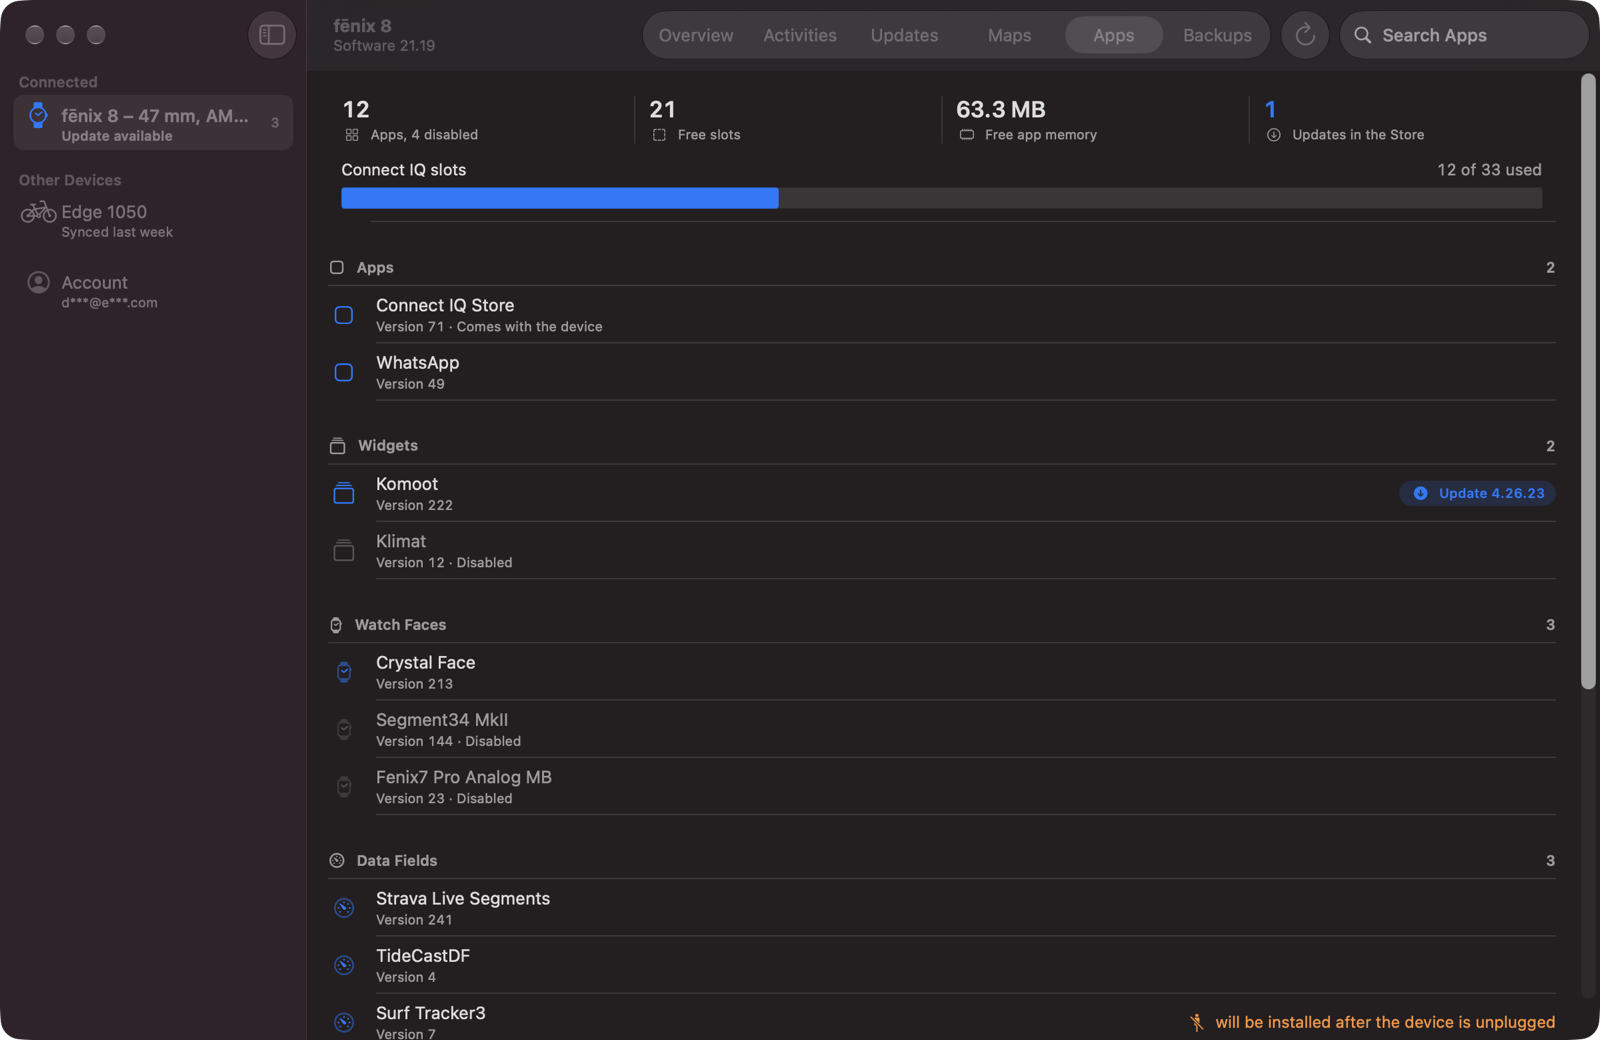 fēnix 8
Software 21.19
Overview
Activities
Updates
Maps
Apps
Backups
Search Apps
Connected
fēnix 8 – 47 mm, AM...
Update available
3
Other Devices
Edge 1050
Synced last week
Account
d***@e***.com
12
Apps, 4 disabled
21
Free slots
63.3 MB
Free app memory
1
Updates in the Store
Connect IQ slots
12 of 33 used
Apps
2
Connect IQ Store
Version 71 · Comes with the device
WhatsApp
Version 49
Widgets
2
Komoot
Version 222
Update 4.26.23
Klimat
Version 12 · Disabled
Watch Faces
3
Crystal Face
Version 213
Segment34 MkII
Version 144 · Disabled
Fenix7 Pro Analog MB
Version 23 · Disabled
Data Fields
3
Strava Live Segments
Version 241
TideCastDF
Version 4
Surf Tracker3
Version 7
will be installed after the device is unplugged